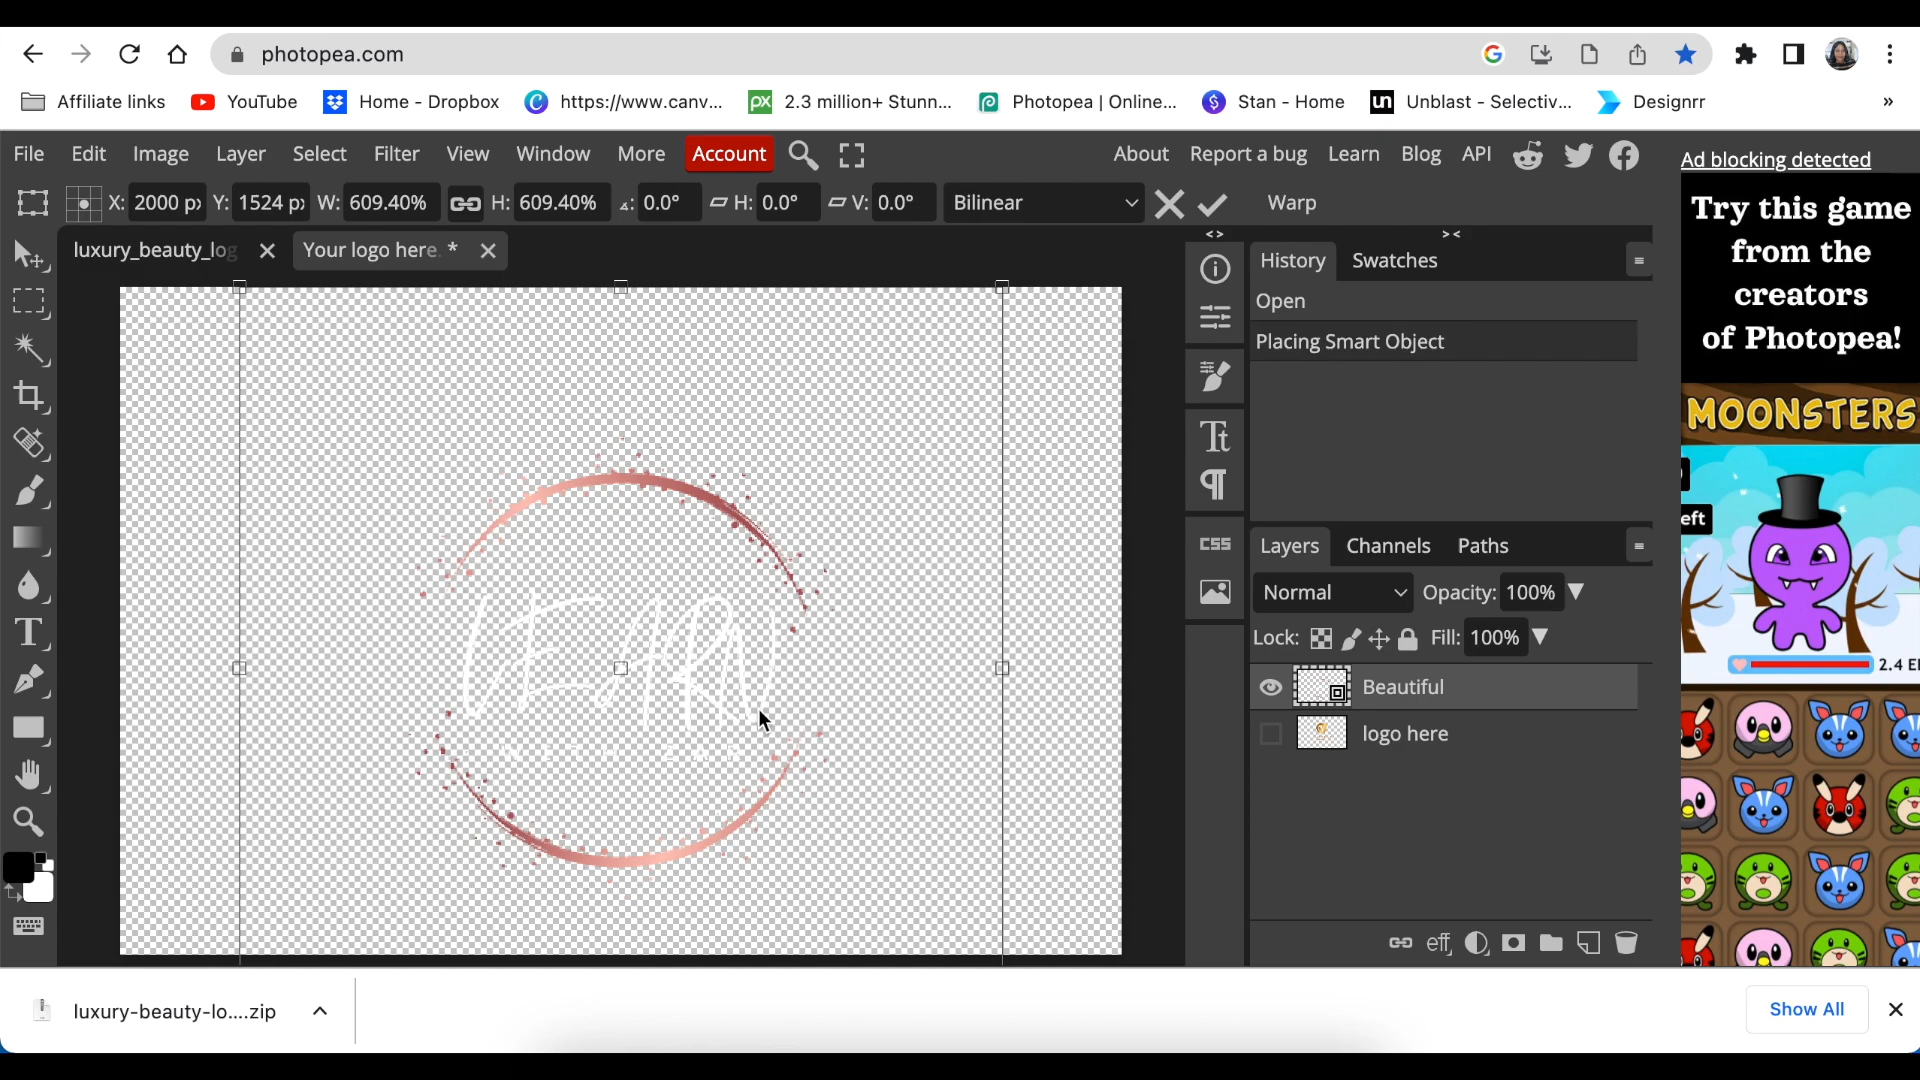 photopea.com
Affiliate links YouTube Home - Dropbox https://www.canv... 2.3 million+ Stunn... Photopea | Online... Stan - Home Unblast - Selectiv... Designrr »
File Edit Image Layer Select Filter View Window More Account About Report a bug Learn Blog API
Ad blocking detected
X: 2000 px Y: 1524 px W: 609.40% H: 609.40% ∡: 0.0° H: 0.0° V: 0.0° Bilinear Warp
luxury_beauty_log Your logo here. *
Try this game
from the
creators
of Photopea!
< > > <
History Swatches
Open
Placing Smart Object
MOONSTERS
eft
2.4 E
CSS
Layers Channels Paths
Normal Opacity: 100%
Lock: Fill: 100%
Beautiful
logo here
LEARN
WITH ZAR
eff
luxury-beauty-lo....zip
Show All